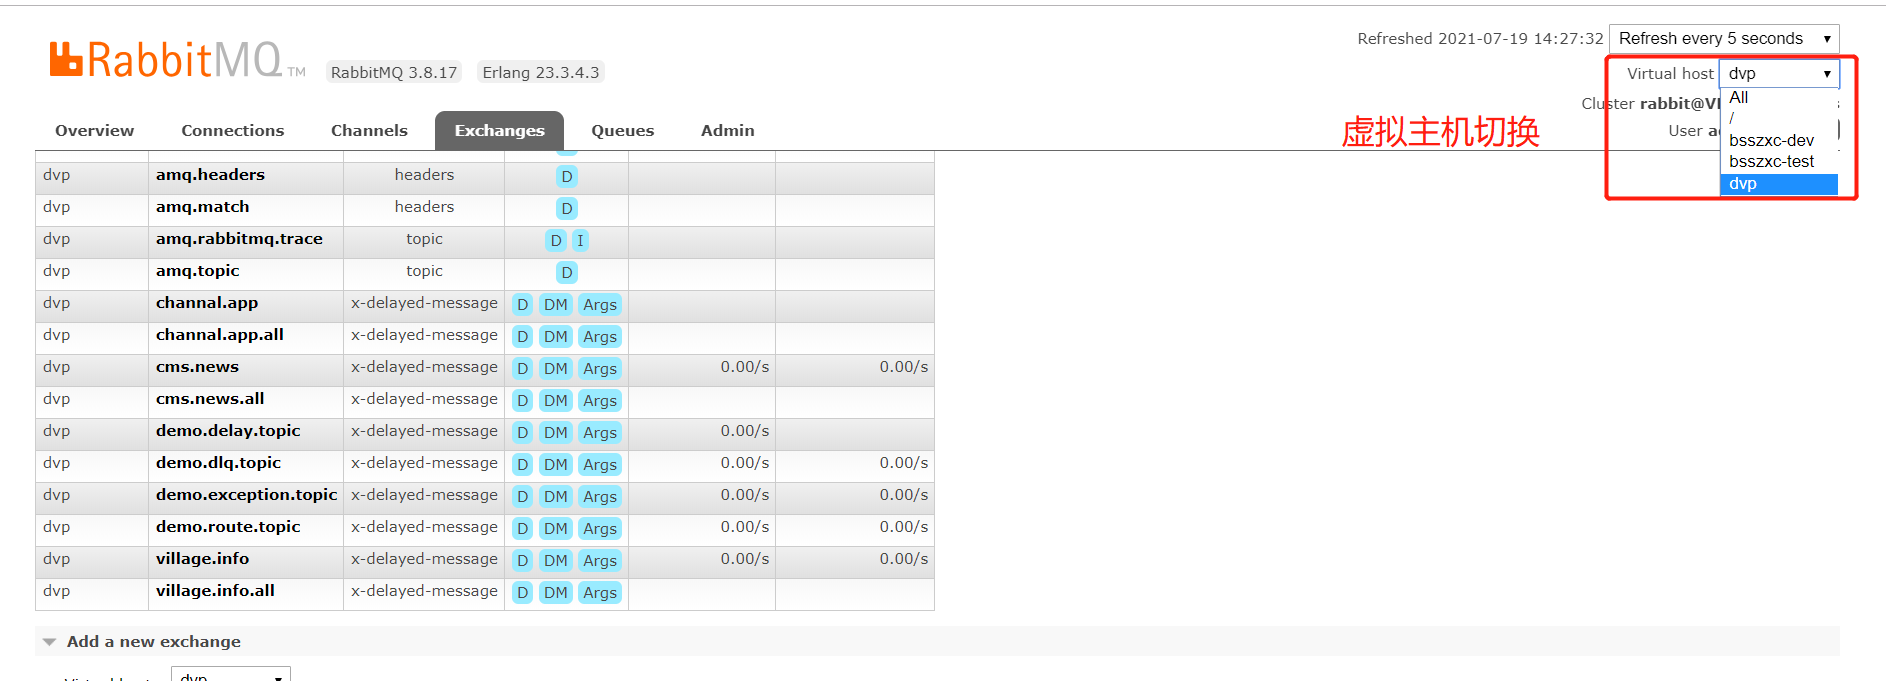 Refreshed 2021-07-19 14:27:32 Refresh every 5 seconds
RabbitMQ TM RabbitMQ 3.8.17 Erlang 23.3.4.3
Virtual host dvp
All
/
bsszxc-dev
bsszxc-test
dvp
Cluster rabbit@VI
User
虚拟主机切换
Overview Connections Channels Exchanges Queues Admin
dvp amq.headers headers D
dvp amq.match headers D
dvp amq.rabbitmq.trace topic D I
dvp amq.topic topic D
dvp channal.app x-delayed-message D DM Args
dvp channal.app.all x-delayed-message D DM Args
dvp cms.news x-delayed-message D DM Args 0.00/s 0.00/s
dvp cms.news.all x-delayed-message D DM Args
dvp demo.delay.topic x-delayed-message D DM Args 0.00/s
dvp demo.dlq.topic x-delayed-message D DM Args 0.00/s 0.00/s
dvp demo.exception.topic x-delayed-message D DM Args 0.00/s 0.00/s
dvp demo.route.topic x-delayed-message D DM Args 0.00/s 0.00/s
dvp village.info x-delayed-message D DM Args 0.00/s 0.00/s
dvp village.info.all x-delayed-message D DM Args
Add a new exchange
dvp